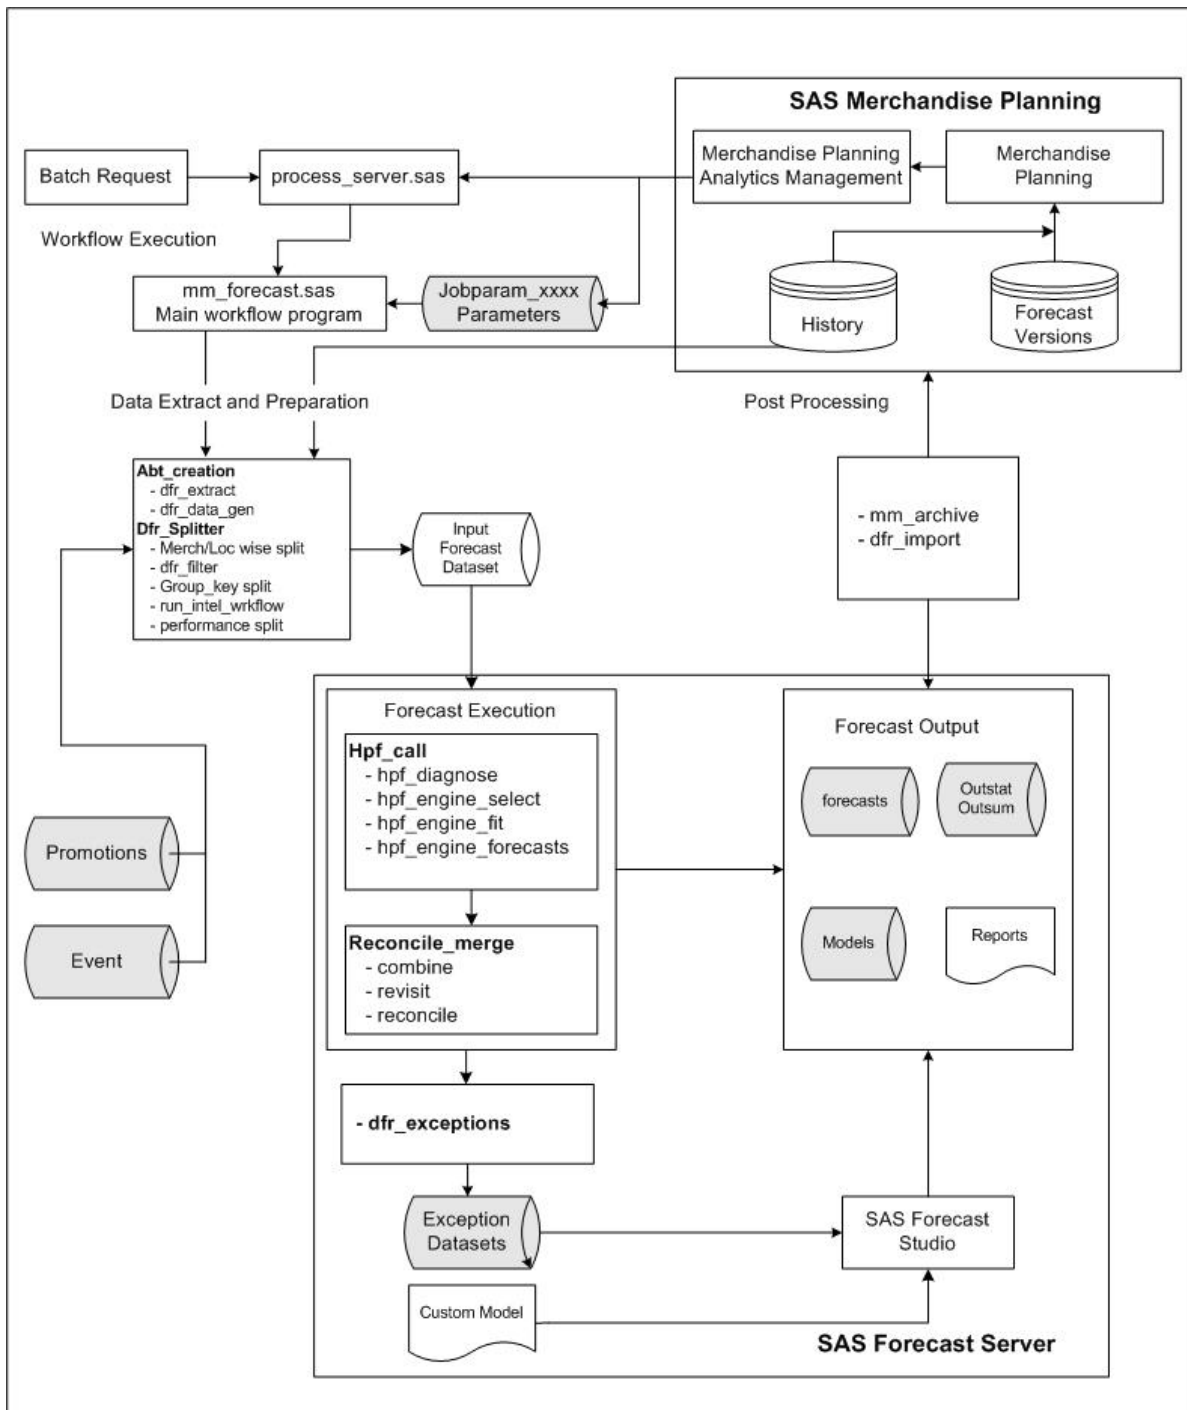 SAS Merchandise Planning
Batch Request
process_server.sas
Merchandise Planning
Analytics Management
Merchandise
Planning
Workflow Execution
mm_forecast.sas
Main workflow program
Jobparam_xxxx
Parameters
History
Forecast
Versions
Data Extract and Preparation
Post Processing
Abt_creation
- dfr_extract
- dfr_data_gen
Dfr_Splitter
- Merch/Loc wise split
- dfr_filter
- Group_key split
- run_intel_wrkflow
- performance split
Input
Forecast
Dataset
- mm_archive
- dfr_import
Forecast Execution
Hpf_call
- hpf_diagnose
- hpf_engine_select
- hpf_engine_fit
- hpf_engine_forecasts
Reconcile_merge
- combine
- revisit
- reconcile
Forecast Output
forecasts
Outstat
Outsum
Models
Reports
Promotions
Event
- dfr_exceptions
Exception
Datasets
SAS Forecast
Studio
Custom Model
SAS Forecast Server